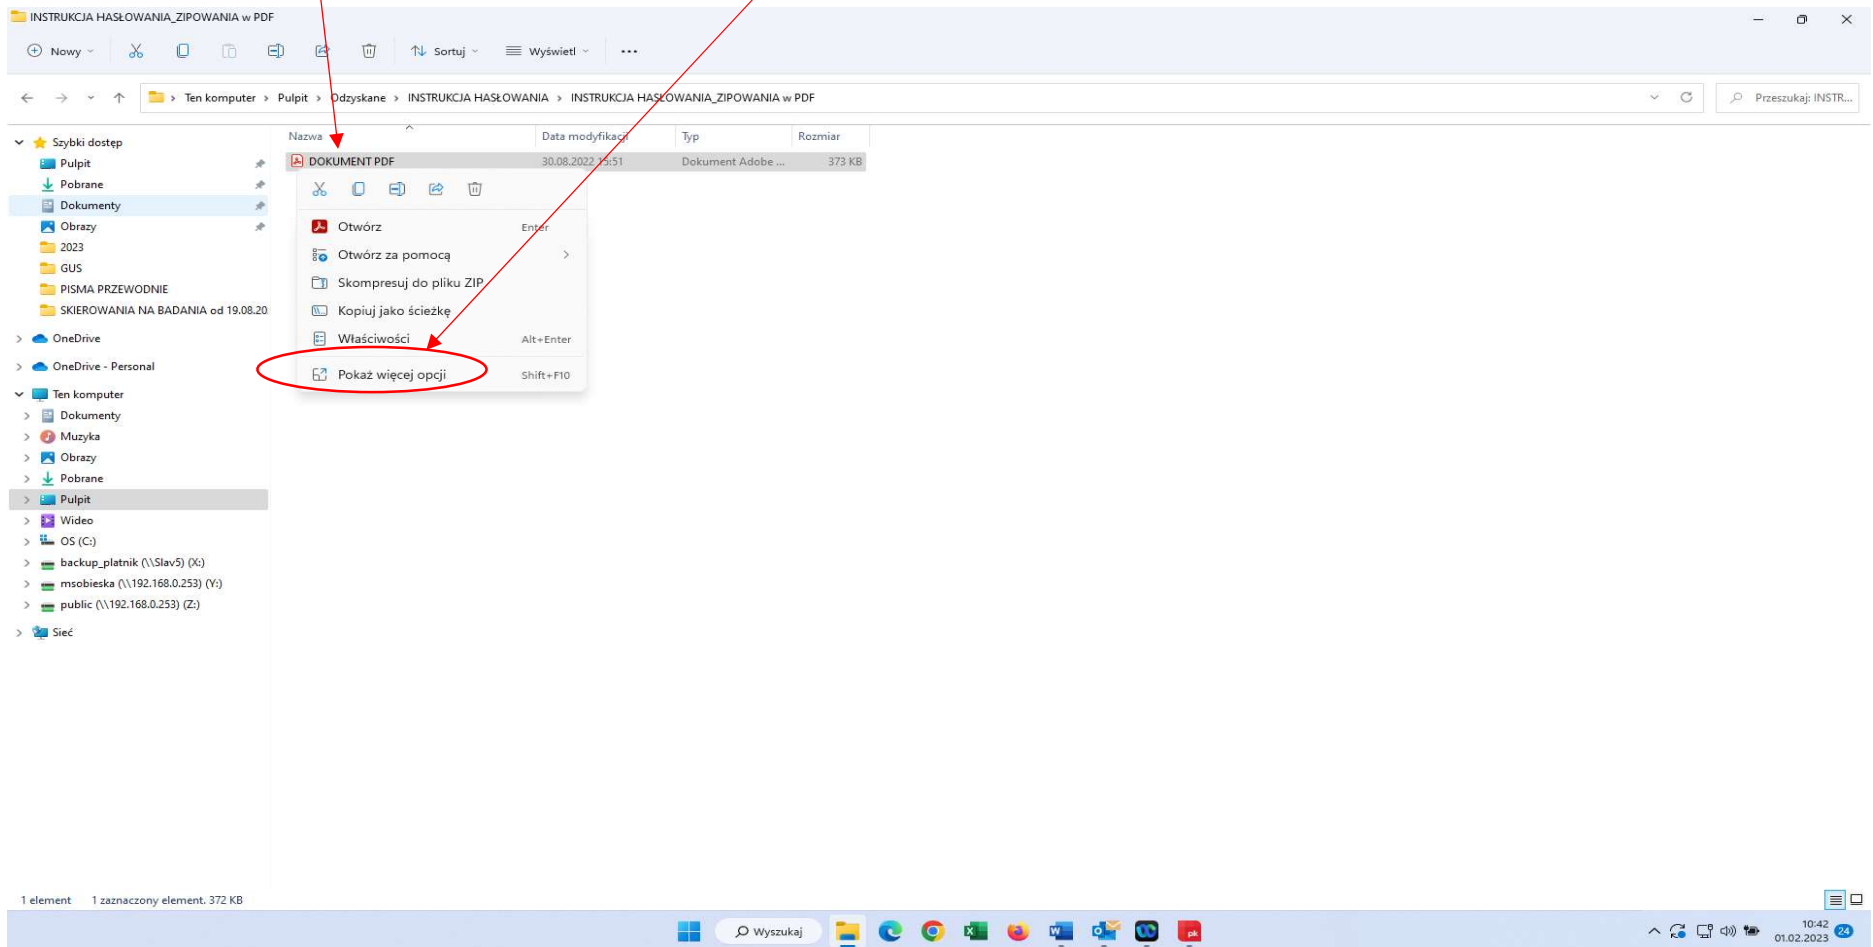 INSTRUKCJA HASŁOWANIA_ZIPOWANIA w PDF
Nowy
Sortuj
Wyświetl
Ten komputer > Pulpit > Odzyskane > INSTRUKCJA HASŁOWANIA > INSTRUKCJA HASŁOWANIA_ZIPOWANIA w PDF
Przeszukaj: INSTR...
Nazwa Data modyfikacji Typ Rozmiar
DOKUMENT PDF 30.08.2022 15:51 Dokument Adobe ... 373 KB
Otwórz Enter
Otwórz za pomocą
Skompresuj do pliku ZIP
Kopiuj jako ścieżkę
Właściwości Alt+Enter
Pokaż więcej opcji Shift+F10
Szybki dostęp
Pulpit
Pobrane
Dokumenty
Obrazy
2023
GUS
PISMA PRZEWODNIE
SKIEROWANIA NA BADANIA od 19.08.20
OneDrive
OneDrive - Personal
Ten komputer
Dokumenty
Muzyka
Obrazy
Pobrane
Pulpit
Wideo
OS (C:)
backup_platnik (\\Slav5) (X:)
msobieska (\\192.168.0.253) (Y:)
public (\\192.168.0.253) (Z:)
Sieć
1 element 1 zaznaczony element. 372 KB
Wyszukaj
pk
10:42
01.02.2023
24